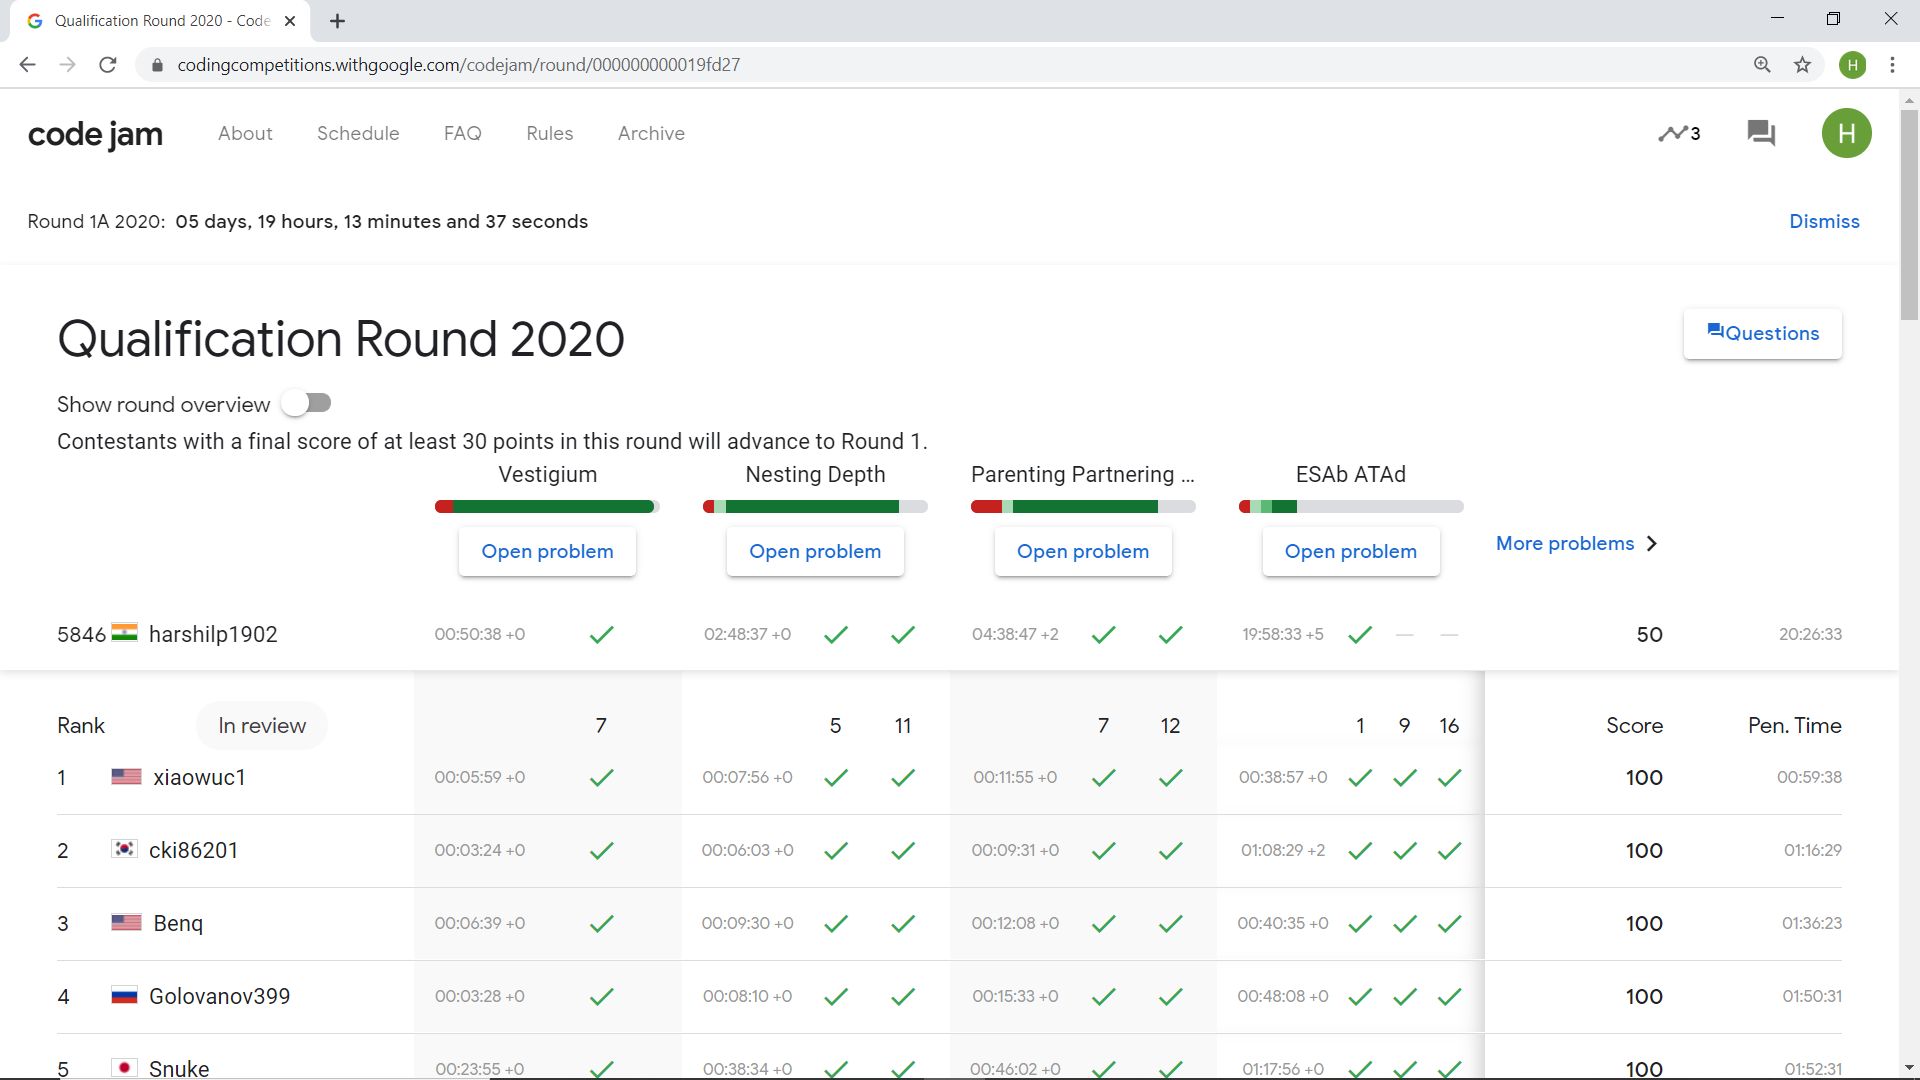 Qualification Round 2020 - Code
codingcompetitions.withgoogle.com/codejam/round/000000000019fd27
H
code jam About Schedule FAQ Rules Archive 3 H
Round 1A 2020: 05 days, 19 hours, 13 minutes and 37 seconds Dismiss
Qualification Round 2020 Questions
Show round overview
Contestants with a final score of at least 30 points in this round will advance to Round 1.
Vestigium Nesting Depth Parenting Partnering ... ESAb ATAd
Open problem Open problem Open problem Open problem More problems
5846 harshilp1902 00:50:38 +0 02:48:37 +0 04:38:47 +2 19:58:33 +5 50 20:26:33
Rank In review 7 5 11 7 12 1 9 16 Score Pen. Time
1 xiaowuc1 00:05:59 +0 00:07:56 +0 00:11:55 +0 00:38:57 +0 100 00:59:38
2 cki86201 00:03:24 +0 00:06:03 +0 00:09:31 +0 01:08:29 +2 100 01:16:29
3 Benq 00:06:39 +0 00:09:30 +0 00:12:08 +0 00:40:35 +0 100 01:36:23
4 Golovanov399 00:03:28 +0 00:08:10 +0 00:15:33 +0 00:48:08 +0 100 01:50:31
5 Snuke 00:23:55 +0 00:38:34 +0 00:46:02 +0 01:17:56 +0 100 01:52:31